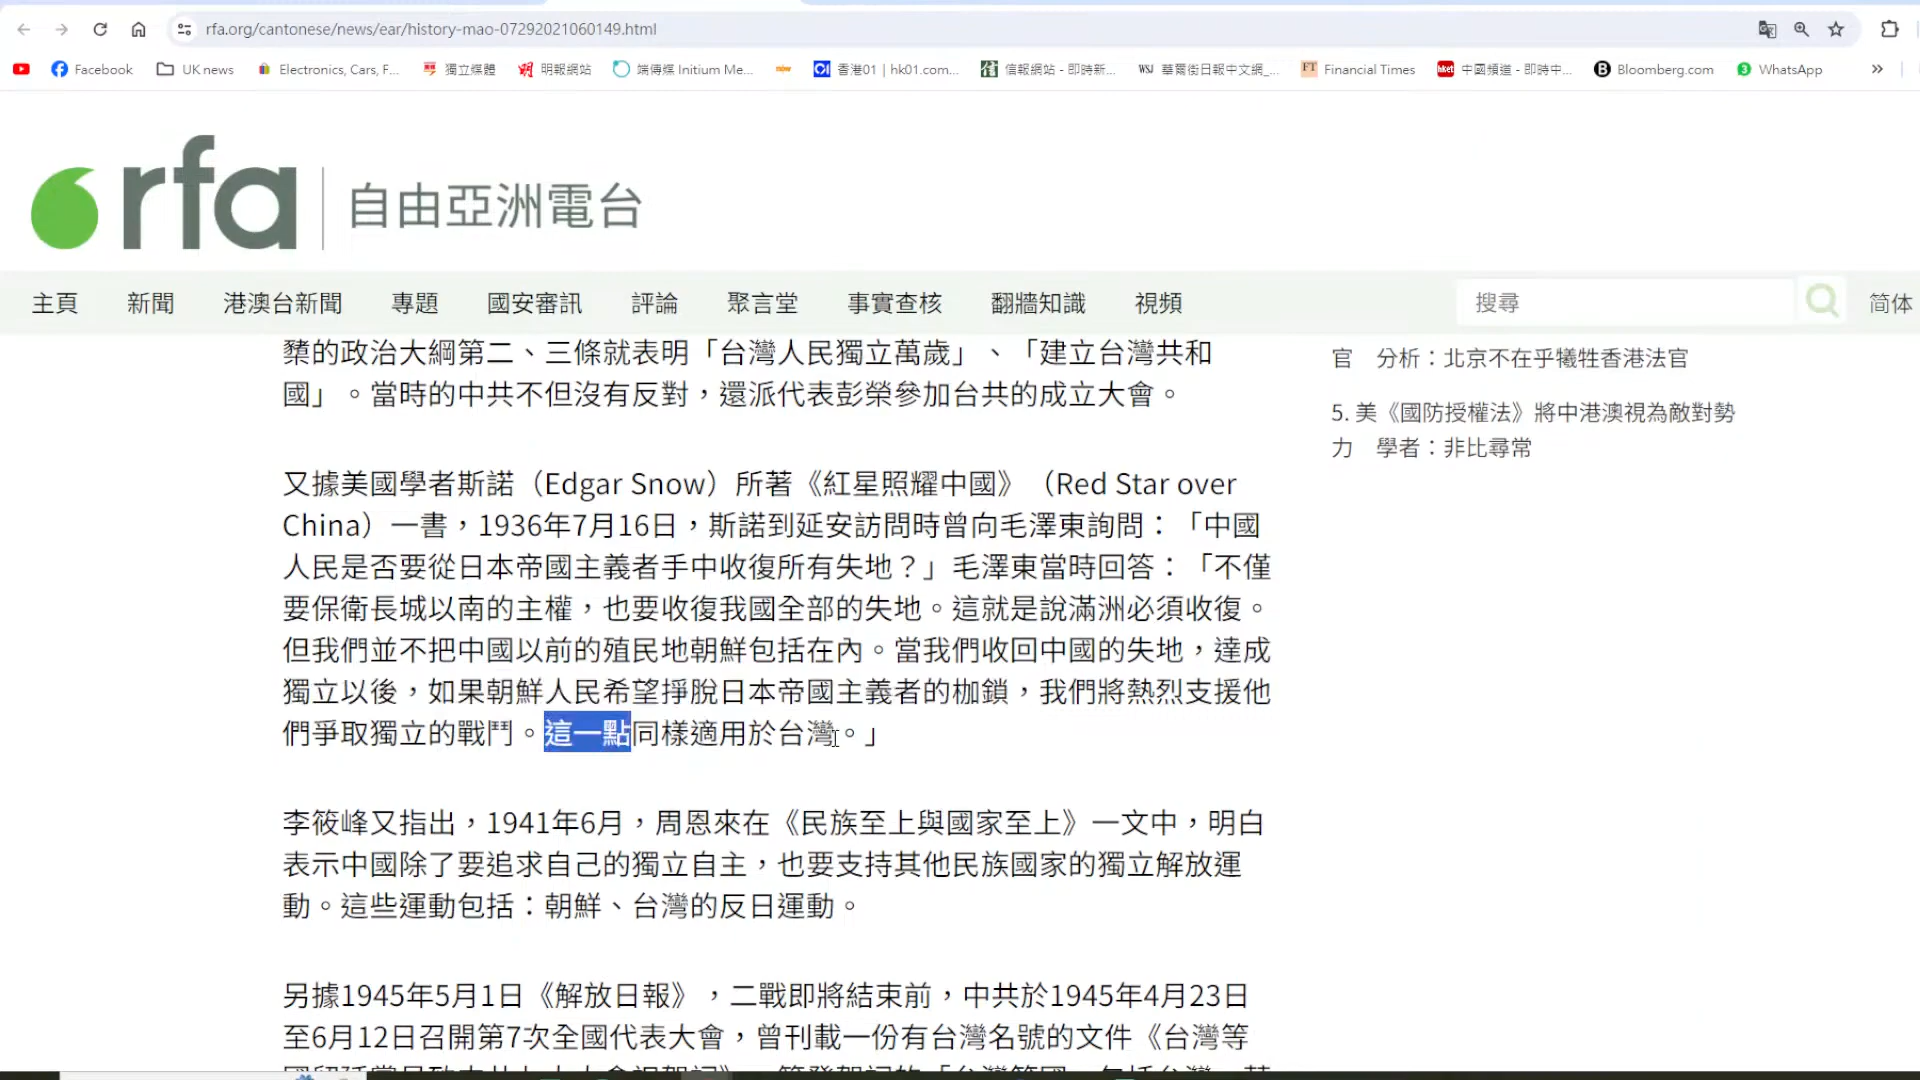 rfa.org/cantonese/news/ear/history-mao-07292021060149.html
Facebook UK news Electronics, Cars, F... 獨立媒體 明報網站 端傳媒 Initium Me... now 香港01 | hk01.com... 信報網站 - 即時新... WSJ 華爾街日報中文網_... FT Financial Times hket 中國頻道 - 即時中... B Bloomberg.com 3 WhatsApp »
rfa 自由亞洲電台
主頁 新聞 港澳台新聞 專題 國安審訊 評論 聚言堂 事實查核 翻牆知識 視頻 搜尋 简体
的政治大綱第二、三條就表明「台灣人民獨立萬歲」、「建立台灣共和
國」。當時的中共不但沒有反對，還派代表彭榮參加台共的成立大會。
又據美國學者斯諾（Edgar Snow）所著《紅星照耀中國》（Red Star over
China）一書，1936年7月16日，斯諾到延安訪問時曾向毛澤東詢問：「中國
人民是否要從日本帝國主義者手中收復所有失地？」毛澤東當時回答：「不僅
要保衛長城以南的主權，也要收復我國全部的失地。這就是說滿洲必須收復。
但我們並不把中國以前的殖民地朝鮮包括在內。當我們收回中國的失地，達成
獨立以後，如果朝鮮人民希望掙脫日本帝國主義者的枷鎖，我們將熱烈支援他
們爭取獨立的戰鬥。這一點同樣適用於台灣。」
李筱峰又指出，1941年6月，周恩來在《民族至上與國家至上》一文中，明白
表示中國除了要追求自己的獨立自主，也要支持其他民族國家的獨立解放運
動。這些運動包括：朝鮮、台灣的反日運動。
另據1945年5月1日《解放日報》，二戰即將結束前，中共於1945年4月23日
至6月12日召開第7次全國代表大會，曾刊載一份有台灣名號的文件《台灣等
官 分析：北京不在乎犧牲香港法官
5. 美《國防授權法》將中港澳視為敵對勢
力 學者：非比尋常